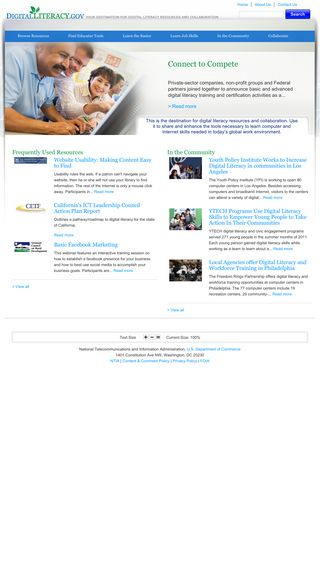 Home | About Us | Contact Us
DIGITALLITERACY.GOV YOUR DESTINATION FOR DIGITAL LITERACY RESOURCES AND COLLABORATION
Search
Browse Resources Find Educator Tools Learn the Basics Learn Job Skills In the Community Collaborate
Connect to Compete
Private-sector companies, non-profit groups and Federal
partners joined together to announce basic and advanced
digital literacy training and certification activities as a...
> Read more
This is the destination for digital literacy resources and collaboration. Use
it to share and enhance the tools necessary to learn computer and
Internet skills needed in today's global work environment.
Frequently Used Resources
Website Usability: Making Content Easy
to Find
Usability rules the web. If a patron can't navigate your
website, then he or she will not use your library to find
information. The rest of the Internet is only a mouse click
away. Participants in... Read more
CETF
California's ICT Leadership Council
Action Plan Report
Outlines a pathway/roadmap to digital literacy for the state
of California.
Read more
Basic Facebook Marketing
This webinar features an interactive training session on
how to establish a facebook presence for your business
and how to best use social media to accomplish your
business goals. Participants are... Read more
> View all
In the Community
Youth Policy Institute Works to Increase
Digital Literacy in communities in Los
Angeles
The Youth Policy Institute (YPI) is working to open 80
computer centers in Los Angeles. Besides accessing
computers and broadband Internet, visitors to the centers
can attend a variety of digital... Read more
YTECH Programs Use Digital Literacy
Skills to Empower Young People to Take
Action In Their Communities
YTECH digital literacy and civic engagement programs
served 271 young people in the summer months of 2011.
Each young person gained digital literacy skills while
working as a team to learn about a... Read more
Local Agencies offer Digital Literacy and
Workforce Training in Philadelphia
The Freedom Rings Partnership offers digital literacy and
workforce training opportunities at computer centers in
Philadelphia. The 77 computer centers include 16
recreation centers, 26 community-... Read more
> View all
Text Size Current Size: 100%
National Telecommunications and Information Administration, U.S. Department of Commerce
1401 Constitution Ave NW, Washington, DC 20230
NTIA | Content & Comment Policy | Privacy Policy | FOIA